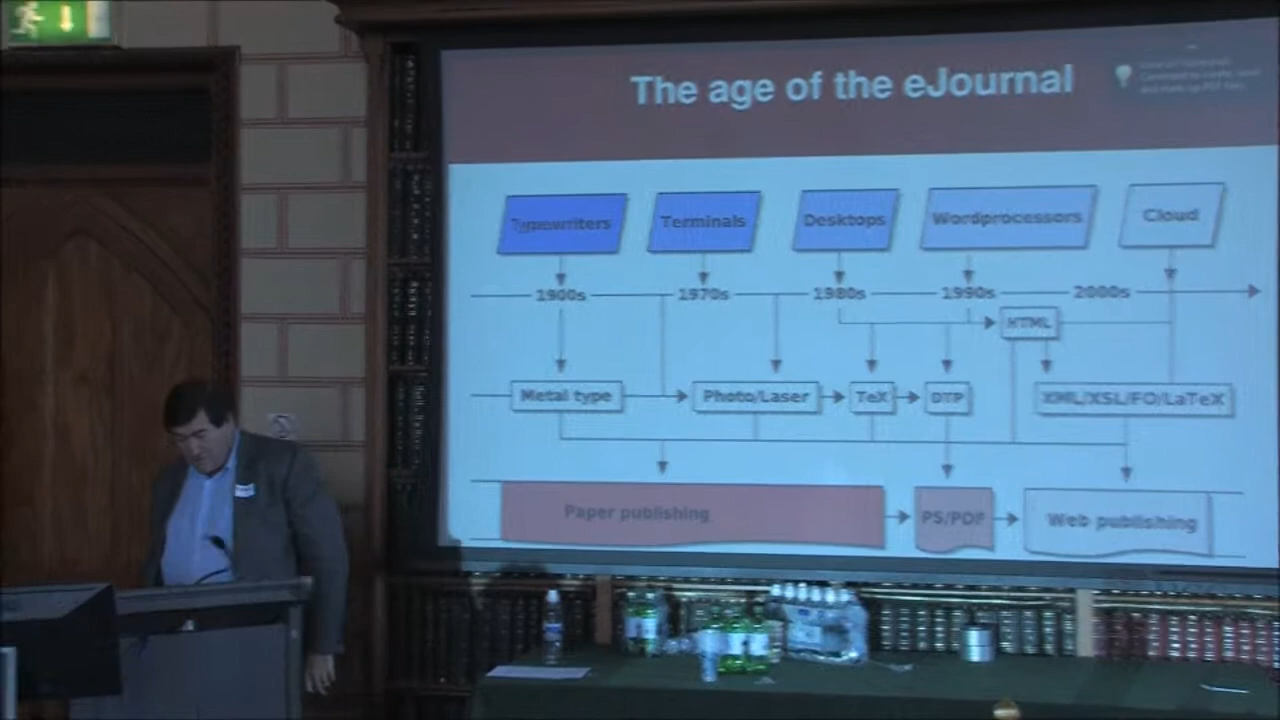 The age of the eJournal
Typewriters
Terminals
Desktops
Wordprocessors
Cloud
1900s
1970s
1980s
1990s
2000s
HTML
Metal type
Photo/Laser
TeX
DTP
XML/XSL/FO/LaTeX
Paper publishing
PS/PDF
Web publishing